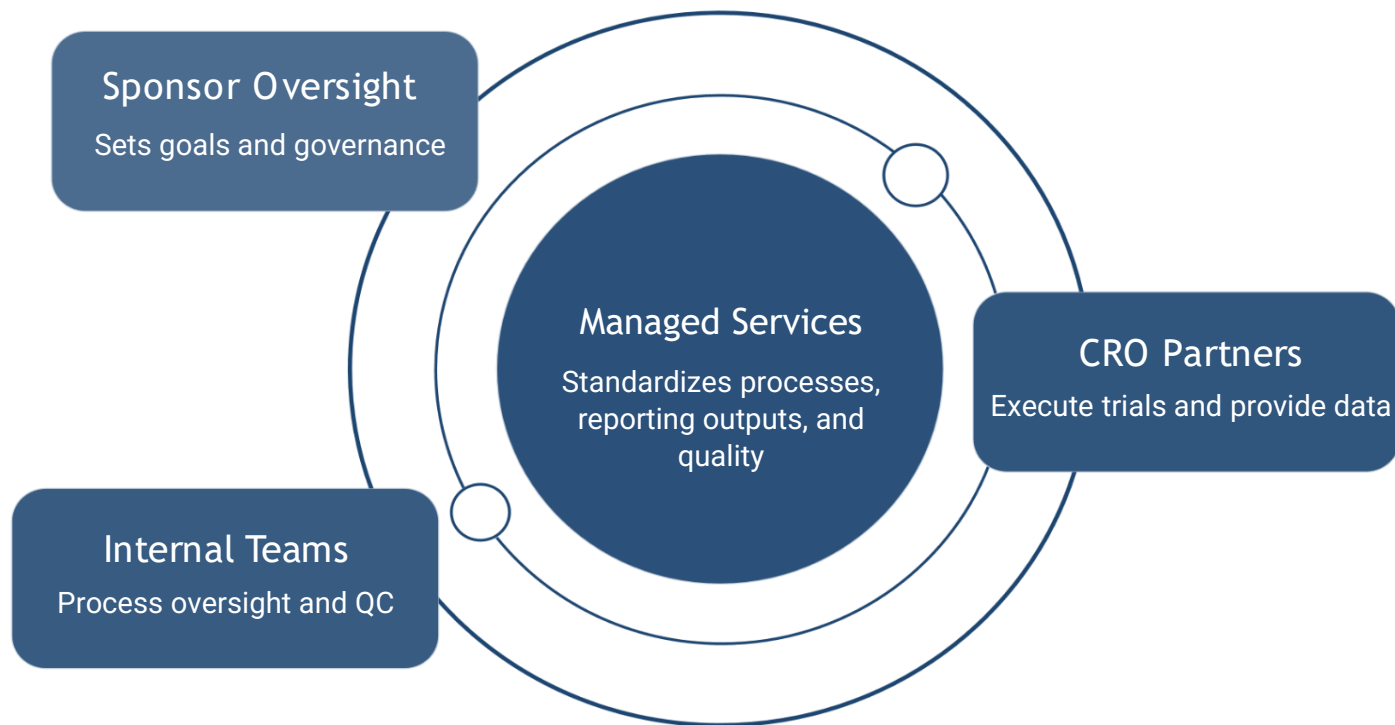 Sponsor Oversight
Sets goals and governance
Managed Services
Standardizes processes,
reporting outputs, and
quality
CRO Partners
Execute trials and provide data
Internal Teams
Process oversight and QC